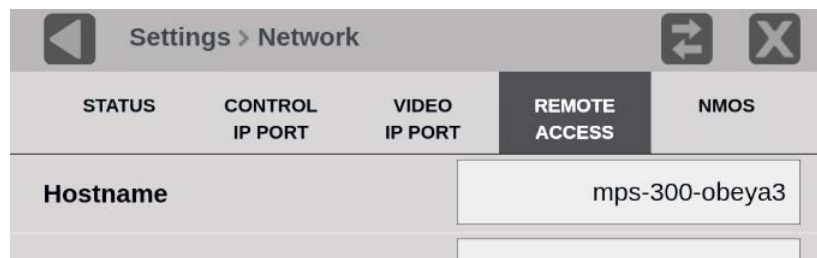 Settings > Network
STATUS CONTROL IP PORT VIDEO IP PORT REMOTE ACCESS NMOS
Hostname mps-300-obeya3